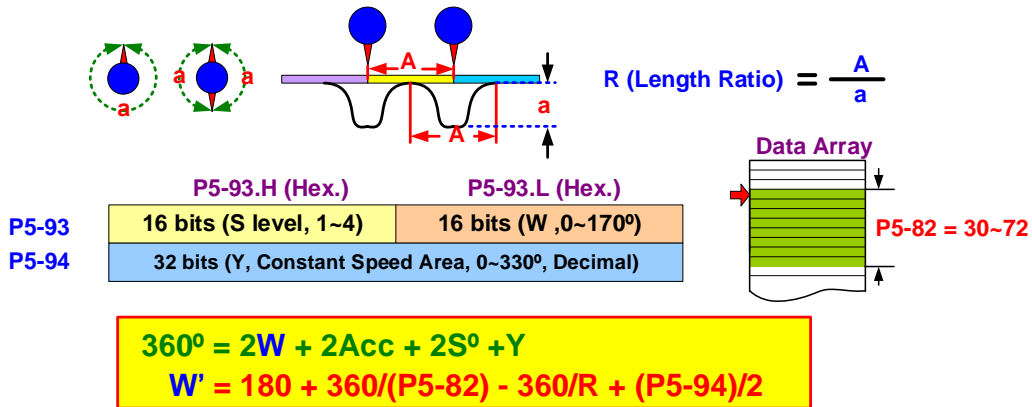 a
a
a
A
A
a
R (Length Ratio) = A / a
Data Array
P5-93.H (Hex.)
P5-93.L (Hex.)
P5-93
16 bits (S level, 1~4)
16 bits (W ,0~170º)
P5-82 = 30~72
P5-94
32 bits (Y, Constant Speed Area, 0~330º, Decimal)
360º = 2W + 2Acc + 2Sº +Y
W’ = 180 + 360/(P5-82) - 360/R + (P5-94)/2